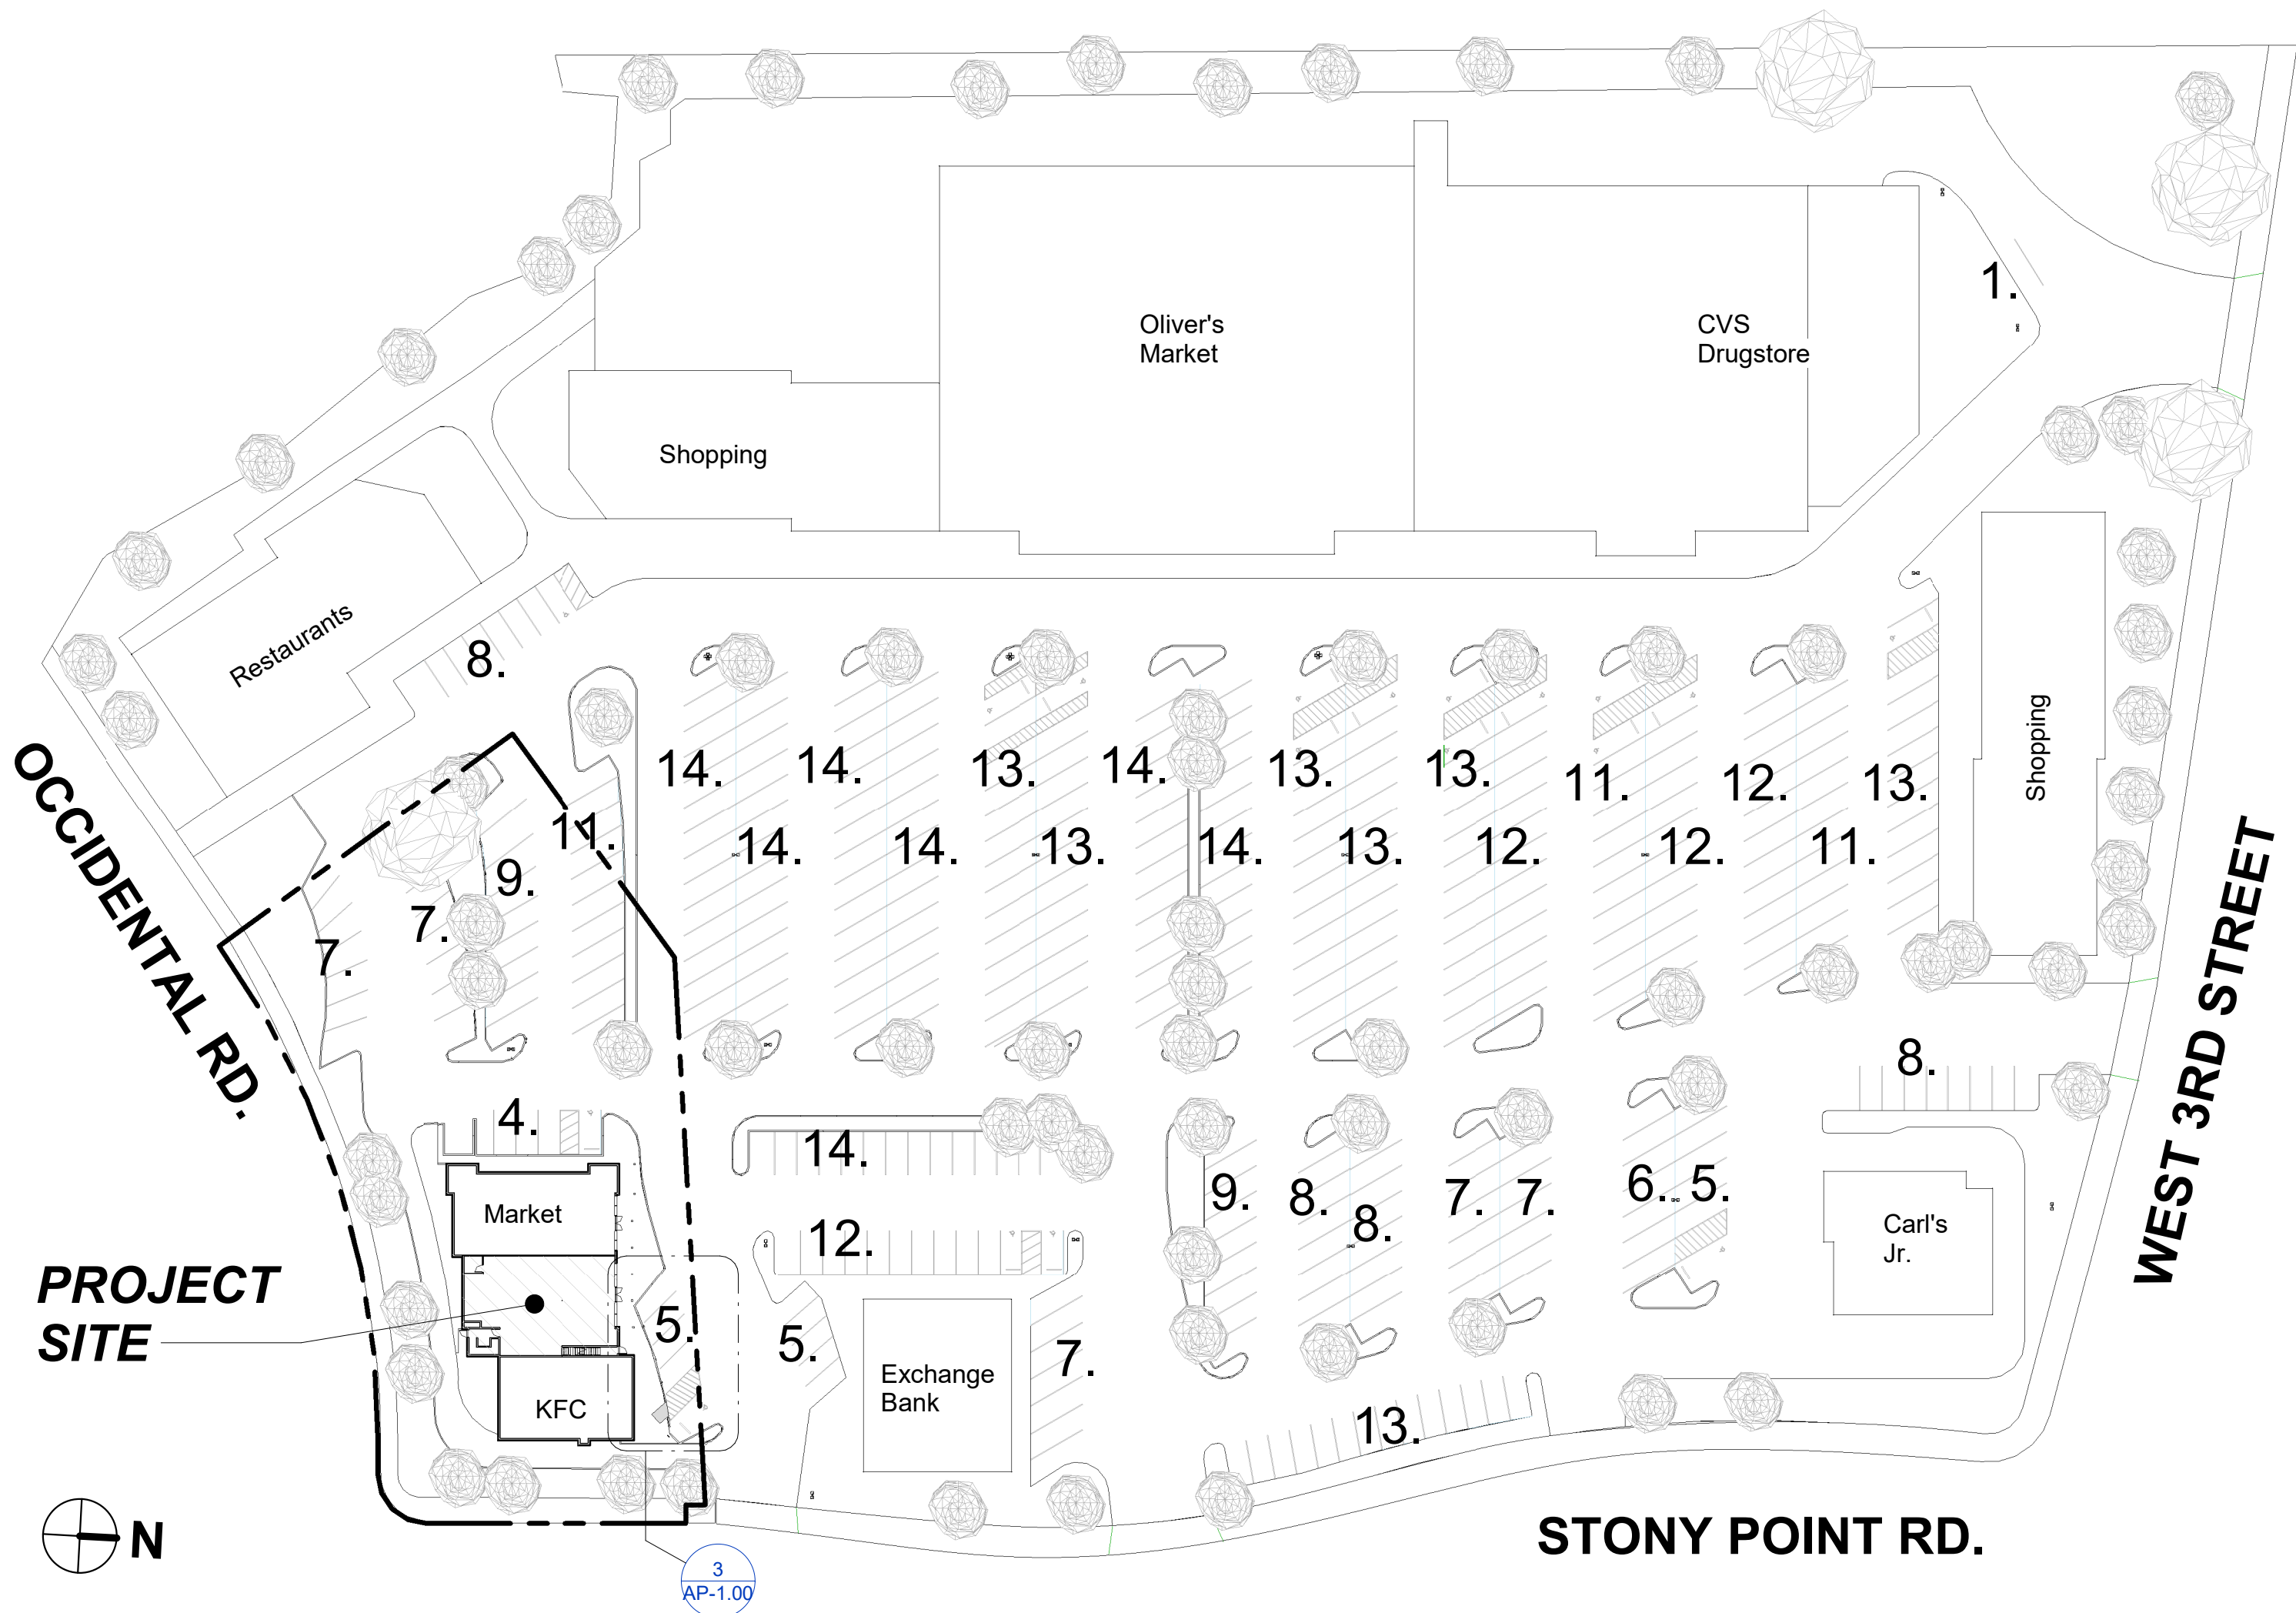 1.
Oliver's
Market
CVS
Drugstore
Shopping
Restaurants
8.
Shopping
14.
14.
13.
14.
13.
13.
11.
12.
13.
11.
14.
14.
13.
14.
13.
12.
12.
11.
9.
7.
7.
OCCIDENTAL RD.
WEST 3RD STREET
8.
4.
14.
9.
8.
8.
7.
7.
6.
5.
Market
12.
Carl's
Jr.
PROJECT
SITE
5.
5.
7.
Exchange
Bank
KFC
13.
N
STONY POINT RD.
3
AP-1.00